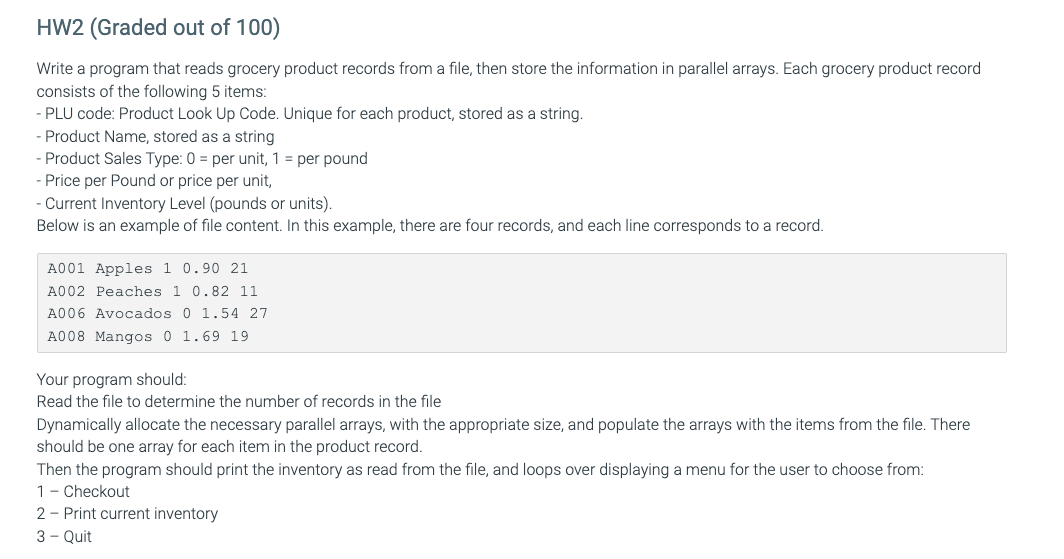 HW2 (Graded out of 100)
Write a program that reads grocery product records from a file, then store the information in parallel arrays. Each grocery product record
consists of the following 5 items:
- PLU code: Product Look Up Code. Unique for each product, stored as a string.
- Product Name, stored as a string
- Product Sales Type: 0 = per unit, 1 = per pound
- Price per Pound or price per unit,
- Current Inventory Level (pounds or units).
Below is an example of file content. In this example, there are four records, and each line corresponds to a record.
A001 Apples 1 0.90 21
A002 Peaches 1 0.82 11
A006 Avocados 0 1.54 27
A008 Mangos 0 1.69 19
Your program should:
Read the file to determine the number of records in the file
Dynamically allocate the necessary parallel arrays, with the appropriate size, and populate the arrays with the items from the file. There
should be one array for each item in the product record.
Then the program should print the inventory as read from the file, and loops over displaying a menu for the user to choose from:
1 – Checkout
2 – Print current inventory
3 – Quit